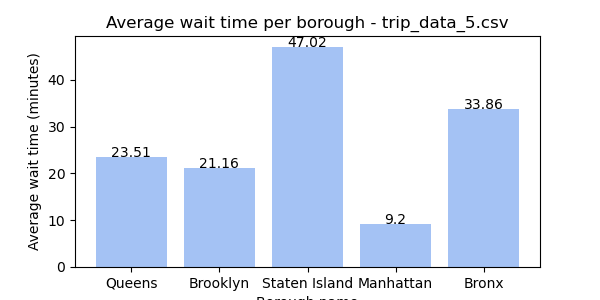 Average wait time per borough - trip_data_5.csv
Average wait time (minutes)
40
30
20
10
0
23.51
21.16
47.02
9.2
33.86
Queens Brooklyn Staten Island Manhattan Bronx
Borough name